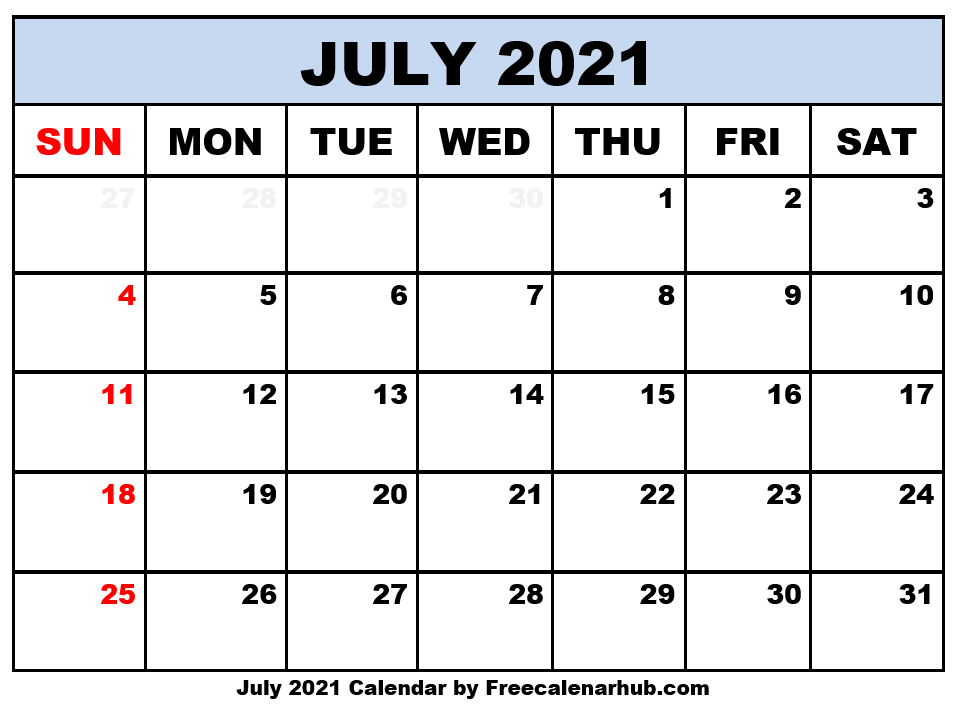 JULY 2021
SUN MON TUE WED THU FRI SAT
27 28 29 30 1 2 3
4 5 6 7 8 9 10
11 12 13 14 15 16 17
18 19 20 21 22 23 24
25 26 27 28 29 30 31
July 2021 Calendar by Freecalenarhub.com